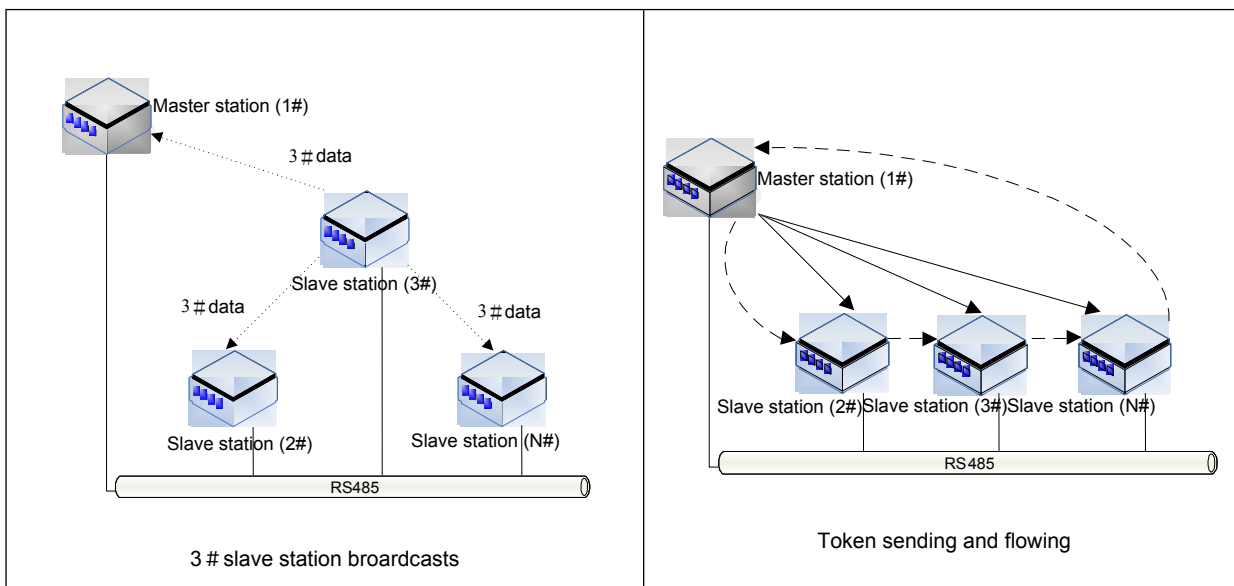 Master station (1#)
3#data
Slave station (3#)
3#data
3#data
Slave station (2#)
Slave station (N#)
RS485
3#slave station broardcasts
Master station (1#)
Slave station (2#)
Slave station (3#)
Slave station (N#)
RS485
Token sending and flowing